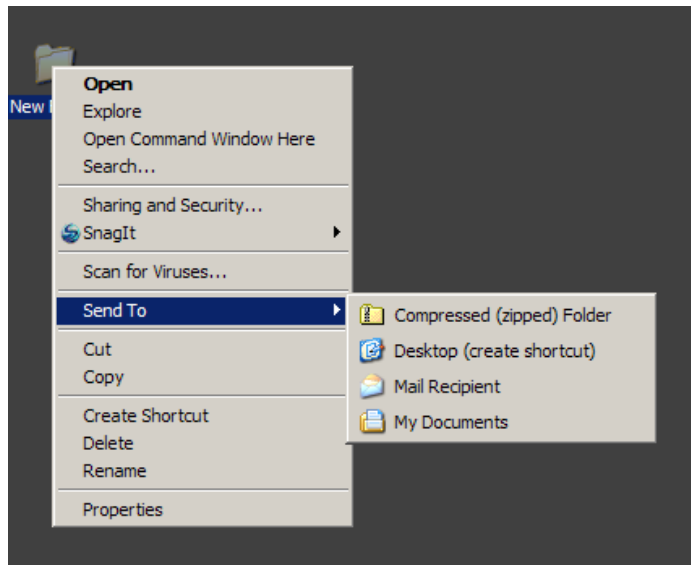 New
Open
Explore
Open Command Window Here
Search...
Sharing and Security...
SnagIt
Scan for Viruses...
Send To
Cut
Copy
Create Shortcut
Delete
Rename
Properties
Compressed (zipped) Folder
Desktop (create shortcut)
Mail Recipient
My Documents